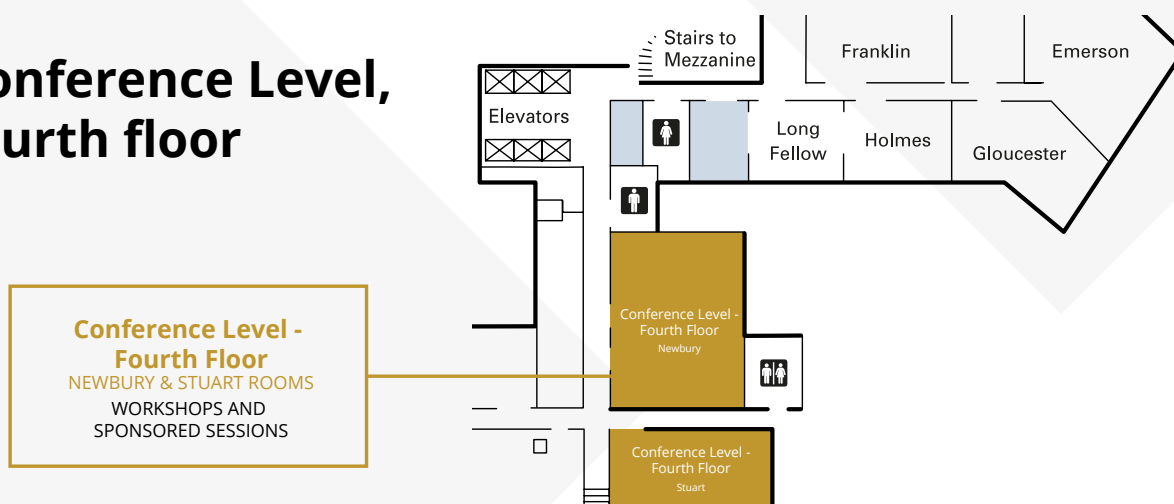 onference Level,
urth floor
Stairs to
Mezzanine
Franklin
Emerson
Elevators
Long
Fellow
Holmes
Gloucester
Conference Level -
Fourth Floor
Newbury
Conference Level -
Fourth Floor
NEWBURY & STUART ROOMS
WORKSHOPS AND
SPONSORED SESSIONS
Conference Level -
Fourth Floor
Stuart